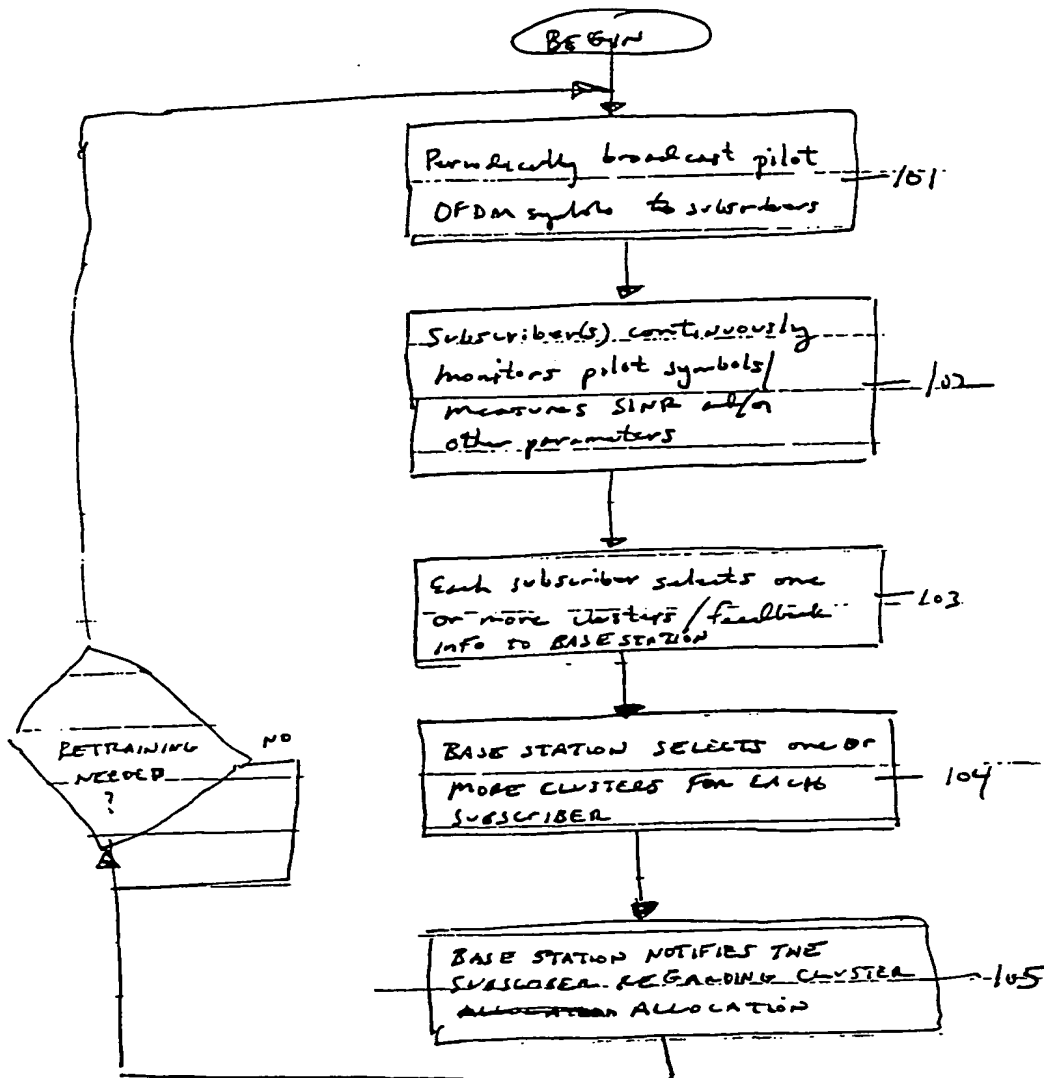 BEGIN
Periodically broadcast pilot
OFDM symbols to subscribers
101
Subscriber(s) continuously
monitors pilot symbols/
measures SINR and/or
other parameters
102
Each subscriber selects one
or more clusters/feedback
info to BASE STATION
103
BASE STATION SELECTS one or
MORE CLUSTERS FOR EACH
SUBSCRIBER
104
RETRAINING
NEEDED
?
NO
BASE STATION NOTIFIES THE
SUBSCRIBER REGARDING CLUSTER
ALLOCATION
105